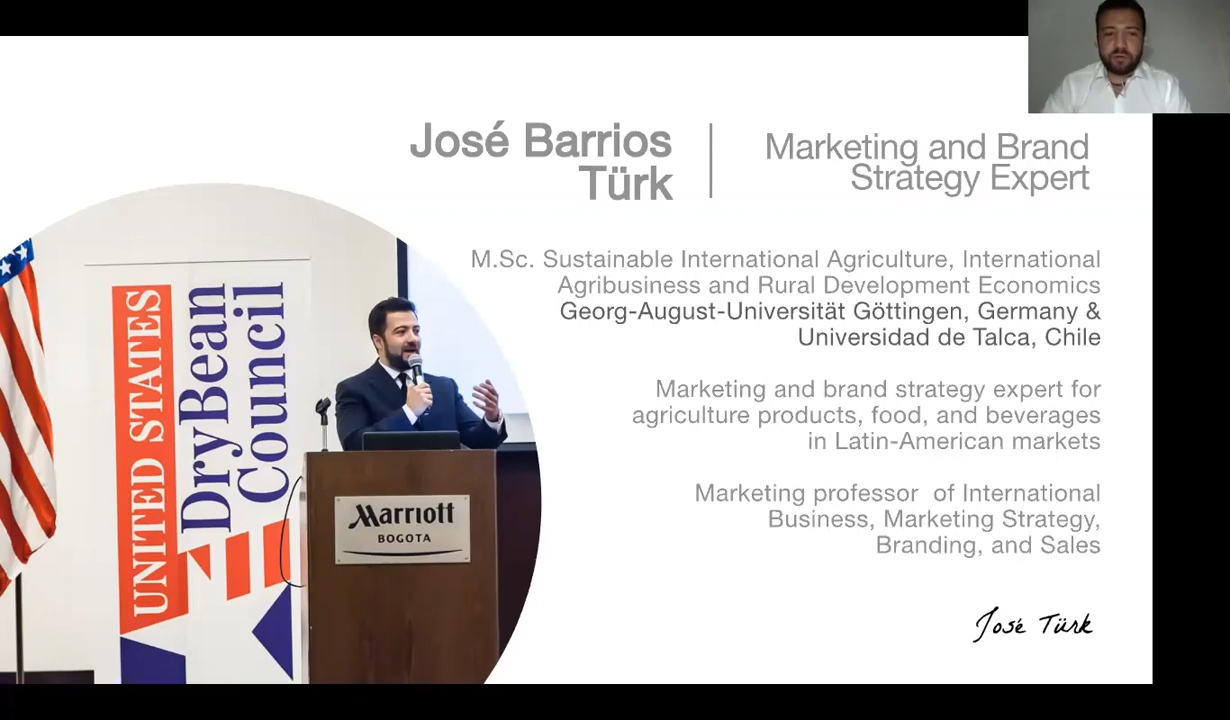 José Barrios
Türk
Marketing and Brand
Strategy Expert
M.Sc. Sustainable International Agriculture, International
Agribusiness and Rural Development Economics
Georg-August-Universität Göttingen, Germany &
Universidad de Talca, Chile
Marketing and brand strategy expert for
agriculture products, food, and beverages
in Latin-American markets
Marketing professor of International
Business, Marketing Strategy,
Branding, and Sales
José Türk
UNITED STATES
DryBean
Council
Marriott
BOGOTA